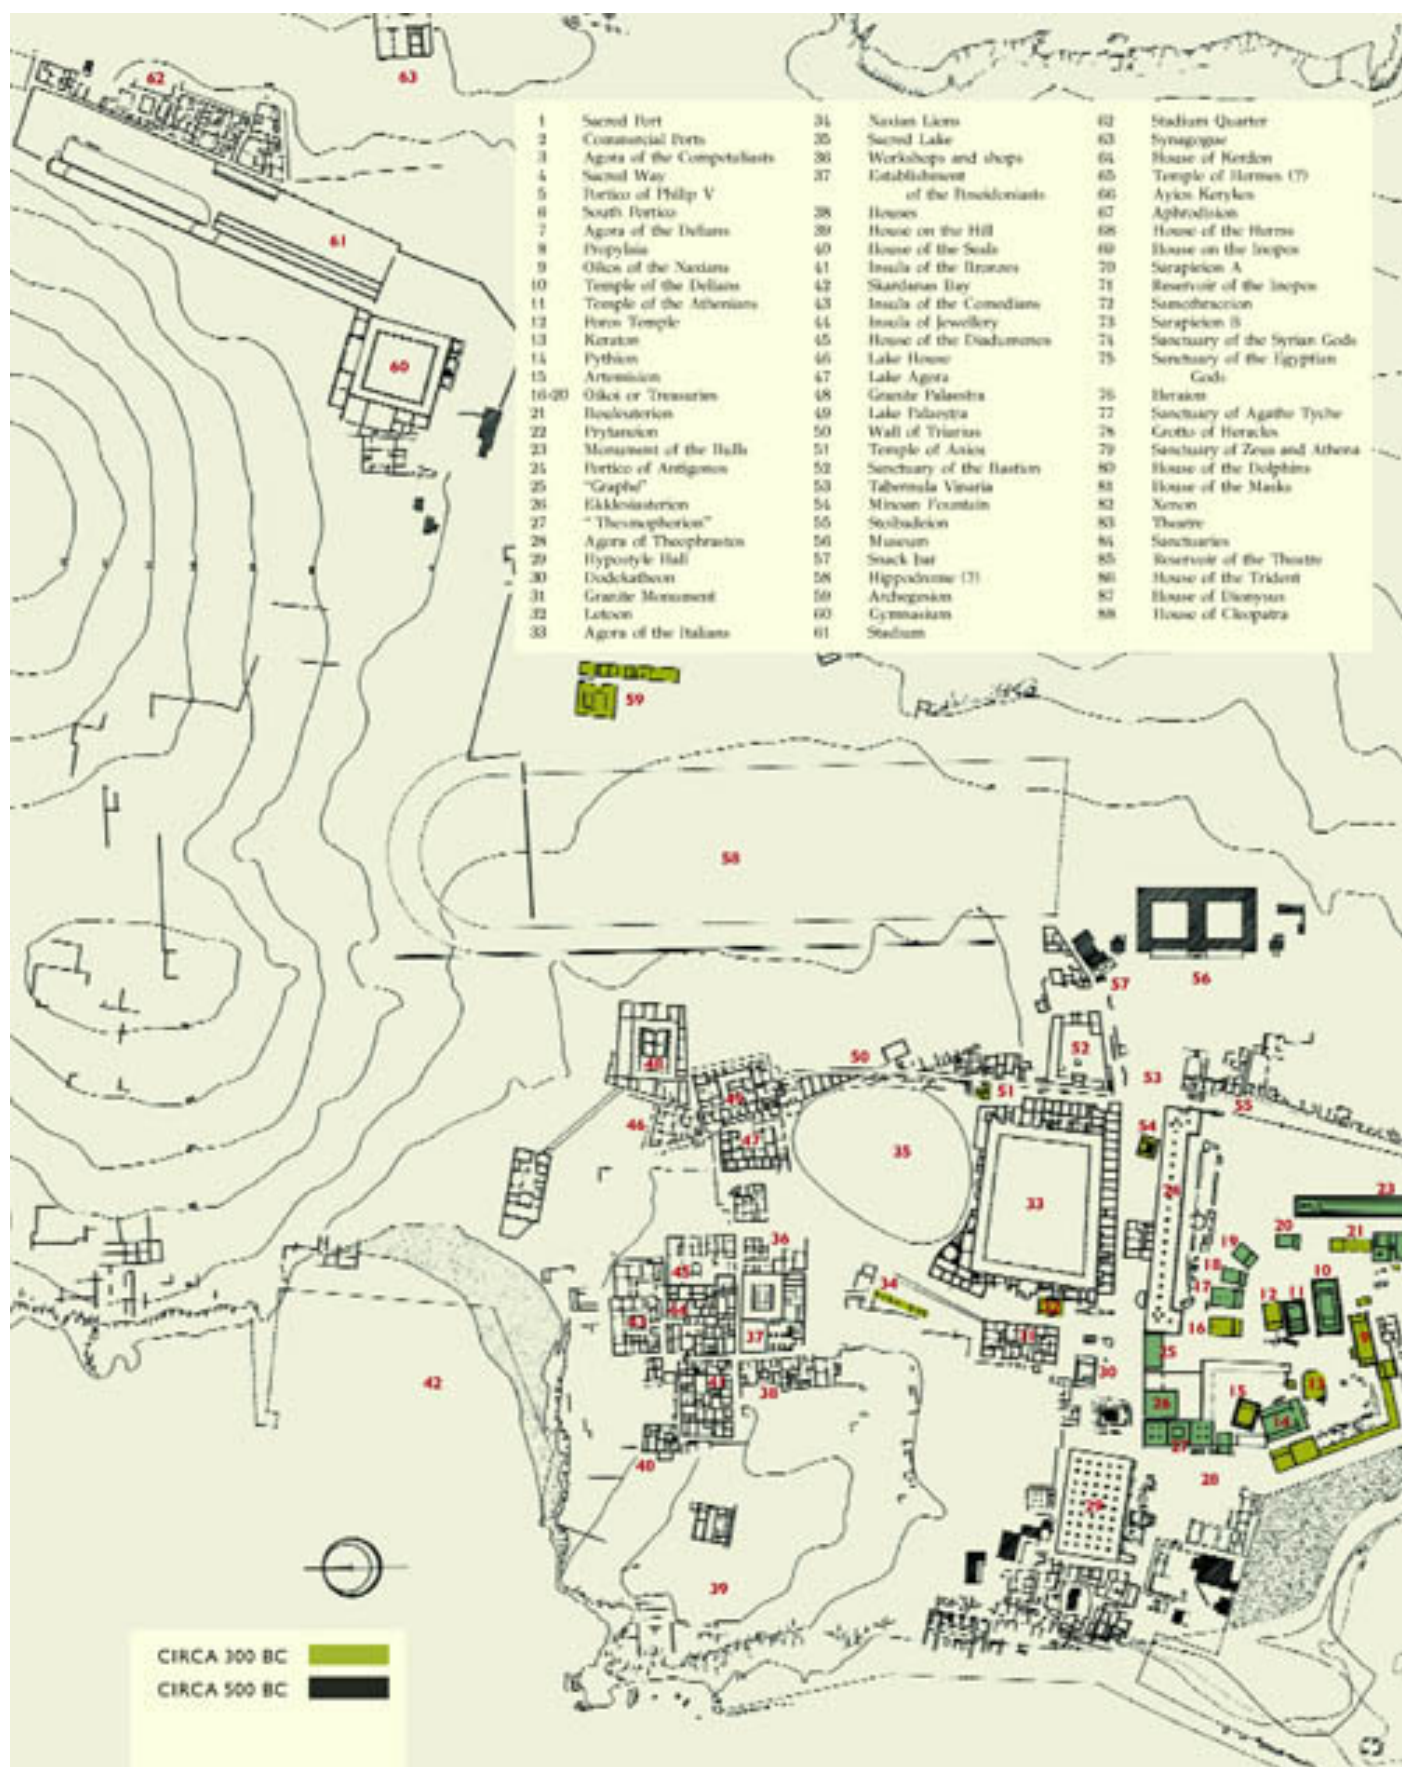 62
63
1 Sacred Port
2 Commercial Ports
3 Agora of the Competaliasts
4 Sacred Way
5 Portico of Philip V
6 South Portico
7 Agora of the Delians
8 Propylaia
9 Oikos of the Naxians
10 Temple of the Delians
11 Temple of the Athenians
12 Poros Temple
13 Keraton
14 Pythion
15 Artemision
16-20 Oikoi or Treasuries
21 Bouleuterion
22 Prytaneion
23 Monument of the Bulls
24 Portico of Antigonos
25 "Graphe"
26 Ekklesiasterion
27 "Thesmophorion"
28 Agora of Theophrastos
29 Hypostyle Hall
30 Dodekatheon
31 Granite Monument
32 Letoon
33 Agora of the Italians
34 Naxian Lions
35 Sacred Lake
36 Workshops and shops
37 Establishment
of the Poseidoniasts
38 Houses
39 House on the Hill
40 House of the Seals
41 Insula of the Bronzes
42 Skardanas Bay
43 Insula of the Comedians
44 Insula of Jewellery
45 House of the Diadumenos
46 Lake House
47 Lake Agora
48 Granite Palaestra
49 Lake Palaestra
50 Wall of Triarius
51 Temple of Anios
52 Sanctuary of the Bastion
53 Tabernula Vinaria
54 Minoan Fountain
55 Stoibadeion
56 Museum
57 Snack bar
58 Hippodrome (?)
59 Archegesion
60 Gymnasium
61 Stadium
62 Stadium Quarter
63 Synagogue
64 House of Kerdon
65 Temple of Hermes (?)
66 Ayios Kerykos
67 Aphrodision
68 House of the Herms
69 House on the Inopos
70 Sarapieion A
71 Reservoir of the Inopos
72 Samothraceion
73 Sarapieion B
74 Sanctuary of the Syrian Gods
75 Sanctuary of the Egyptian
Gods
76 Heraion
77 Sanctuary of Agathe Tyche
78 Grotto of Heracles
79 Sanctuary of Zeus and Athena
80 House of the Dolphins
81 House of the Masks
82 Xenon
83 Theatre
84 Sanctuaries
85 Reservoir of the Theatre
86 House of the Trident
87 House of Dionysus
88 House of Cleopatra
61
60
59
58
57
56
52
50
48
51
53
49
55
46
54
47
35
24
33
23
20
21
36
19
45
18
10
34
17
12
11
44
32
43
16
9
37
31
25
30
42
41
38
13
15
26
14
27
40
28
29
39
CIRCA 300 BC
CIRCA 500 BC